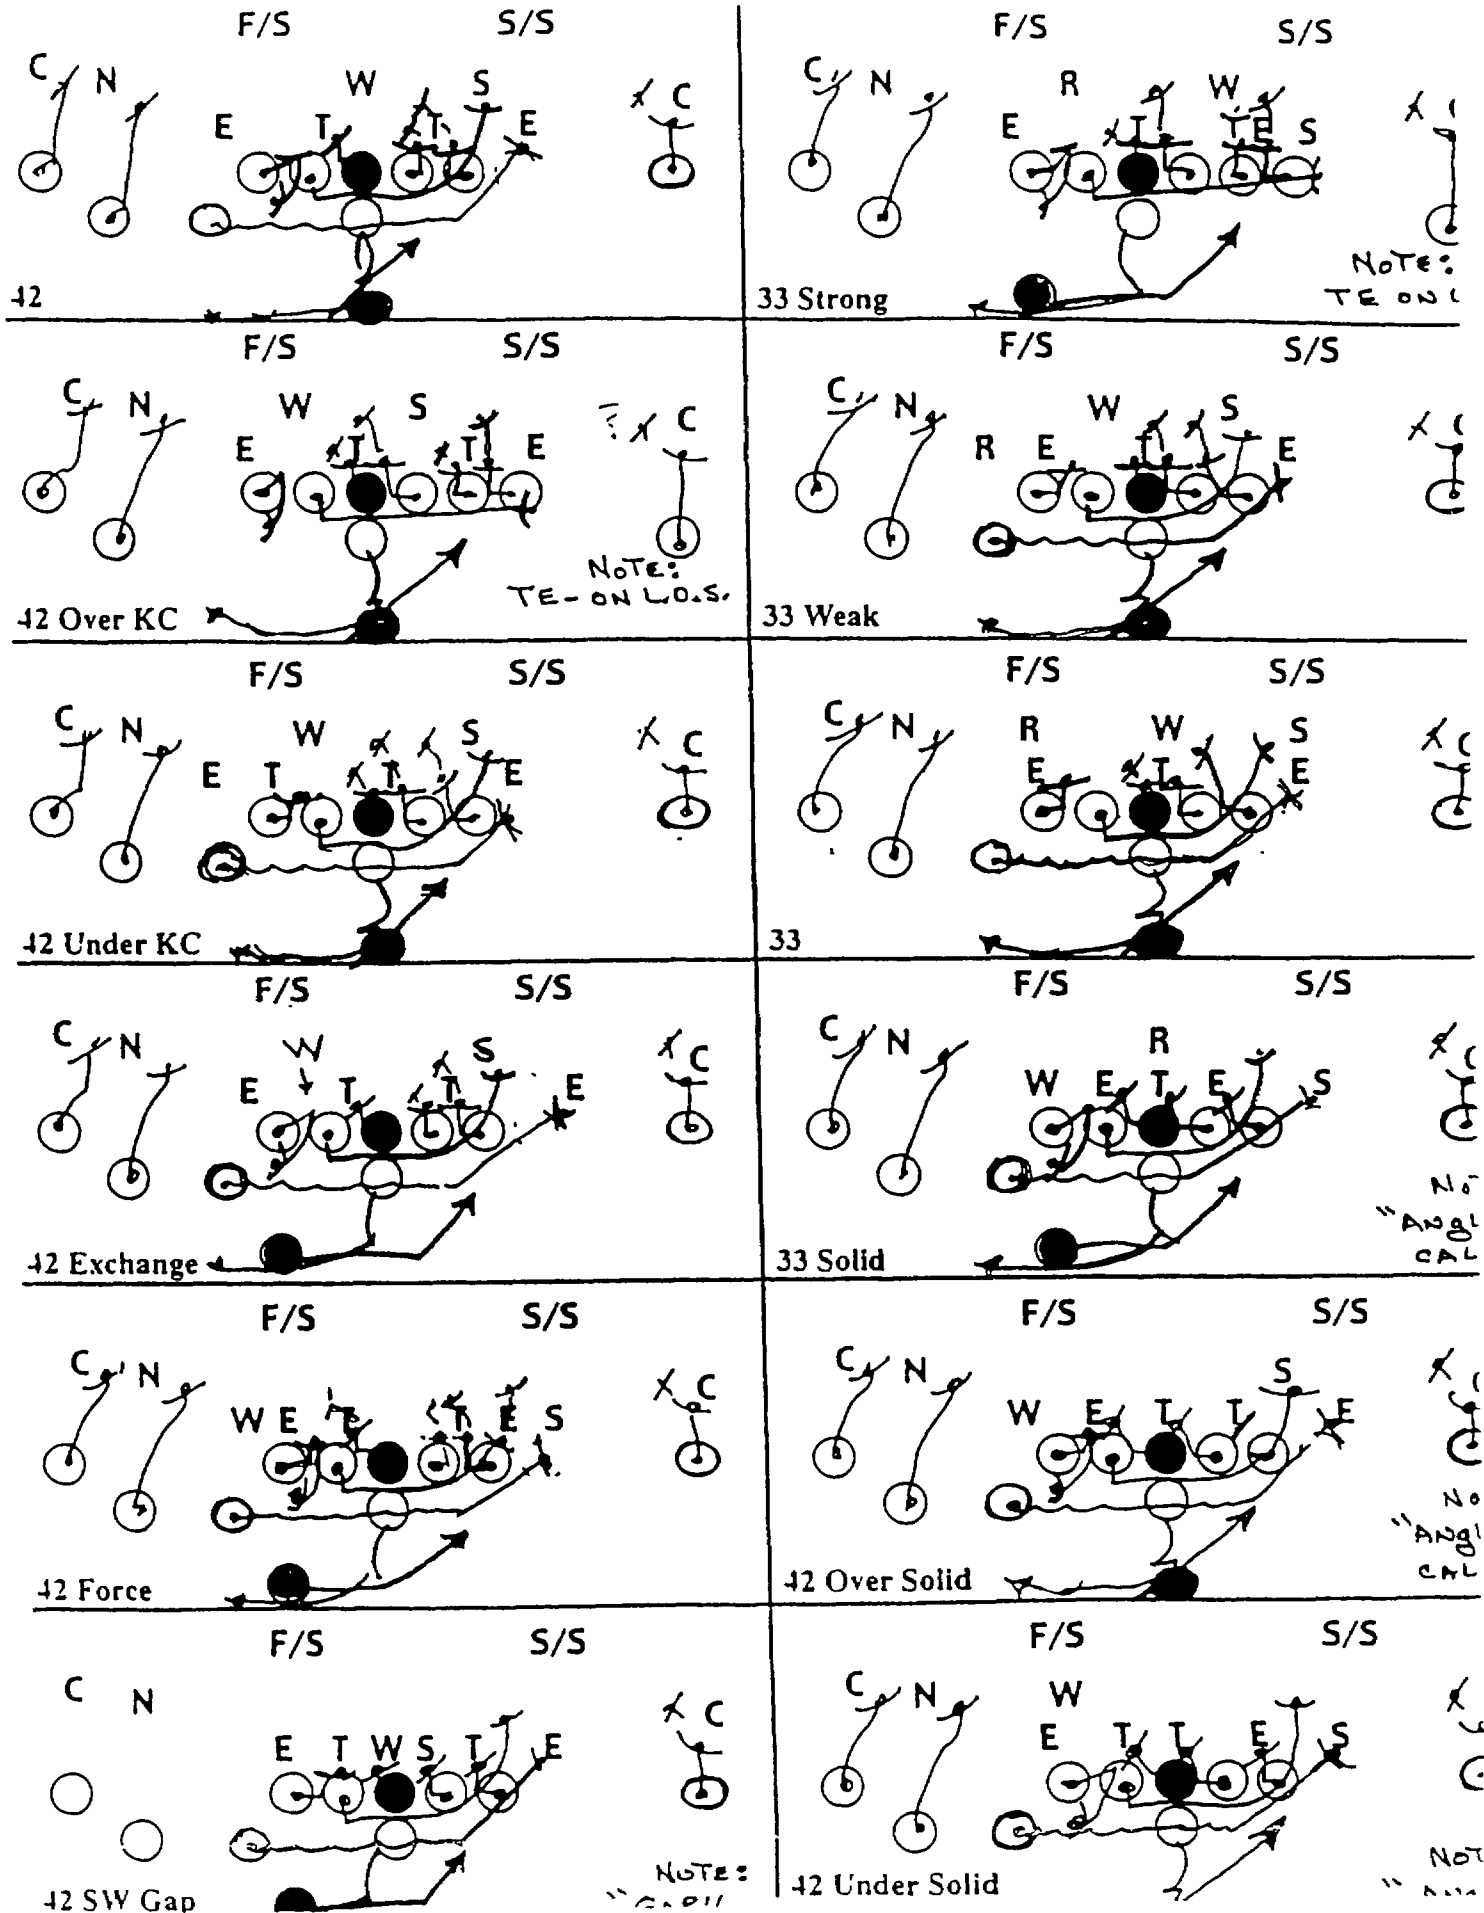 F/S S/S
C N W S C
E T T E
42
F/S S/S
C N R W
E T T E S
NOTE:
TE ON
33 Strong
F/S S/S
C N W S C
E T T E
NOTE:
TE-ON L.O.S.
42 Over KC
F/S S/S
C N W S
R E T E
33 Weak
F/S S/S
C N W S C
E T T E
42 Under KC
F/S S/S
C N R W S C
E T E
33
F/S S/S
C N W S C
E T T E
42 Exchange
F/S S/S
C N R C
W E T E S
33 Solid
F/S S/S
C N C
W E T T E S
42 Force
F/S S/S
C N S
W E T T E
42 Over Solid
F/S S/S
C N C
E T W S T E
NOTE:
42 SW Gap
F/S S/S
C N W
E T T E S
42 Under Solid